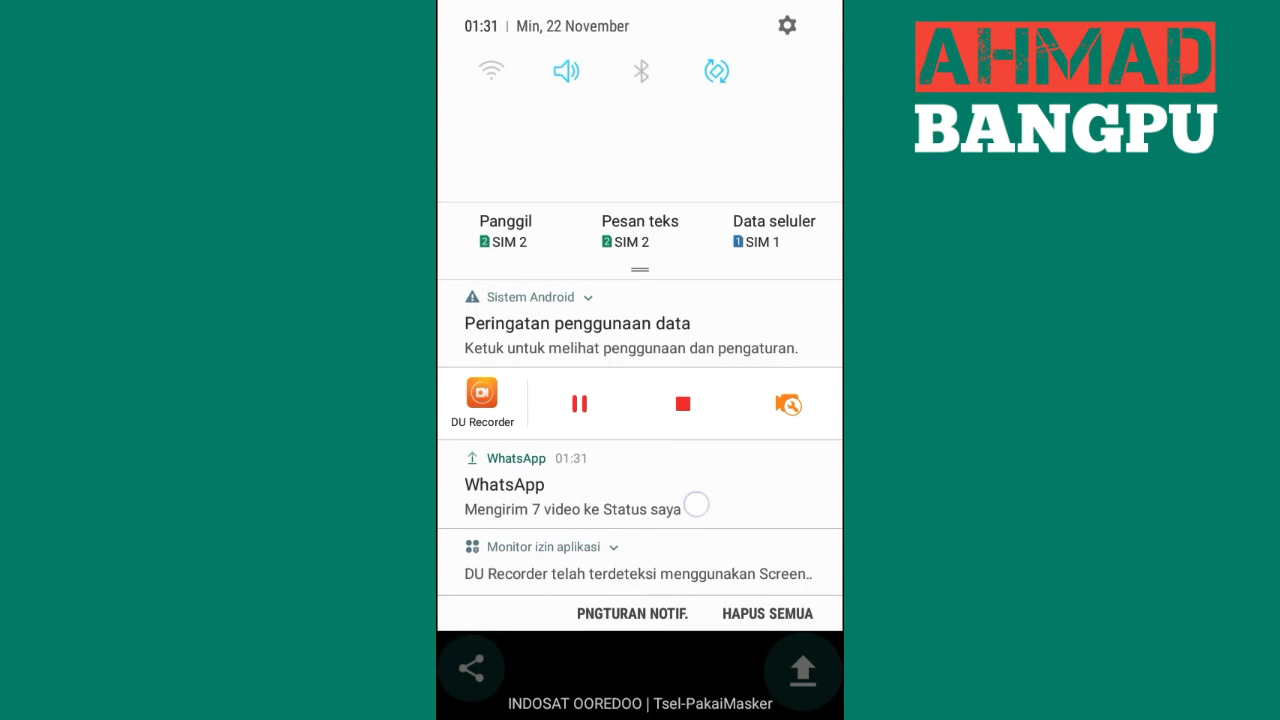 01:31 | Min, 22 November
AHMAD
BANGPU
Panggil
2 SIM 2
Pesan teks
2 SIM 2
Data seluler
1 SIM 1
Sistem Android
Peringatan penggunaan data
Ketuk untuk melihat penggunaan dan pengaturan.
DU Recorder
WhatsApp 01:31
WhatsApp
Mengirim 7 video ke Status saya
Monitor izin aplikasi
DU Recorder telah terdeteksi menggunakan Screen..
PNGTURAN NOTIF. HAPUS SEMUA
INDOSAT OOREDOO | Tsel-PakaiMasker